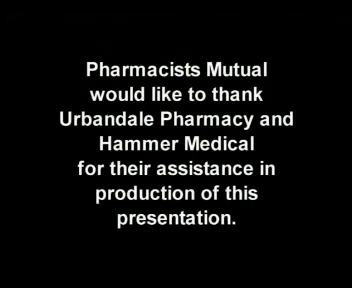 Pharmacists Mutual
would like to thank
Urbandale Pharmacy and
Hammer Medical
for their assistance in
production of this
presentation.